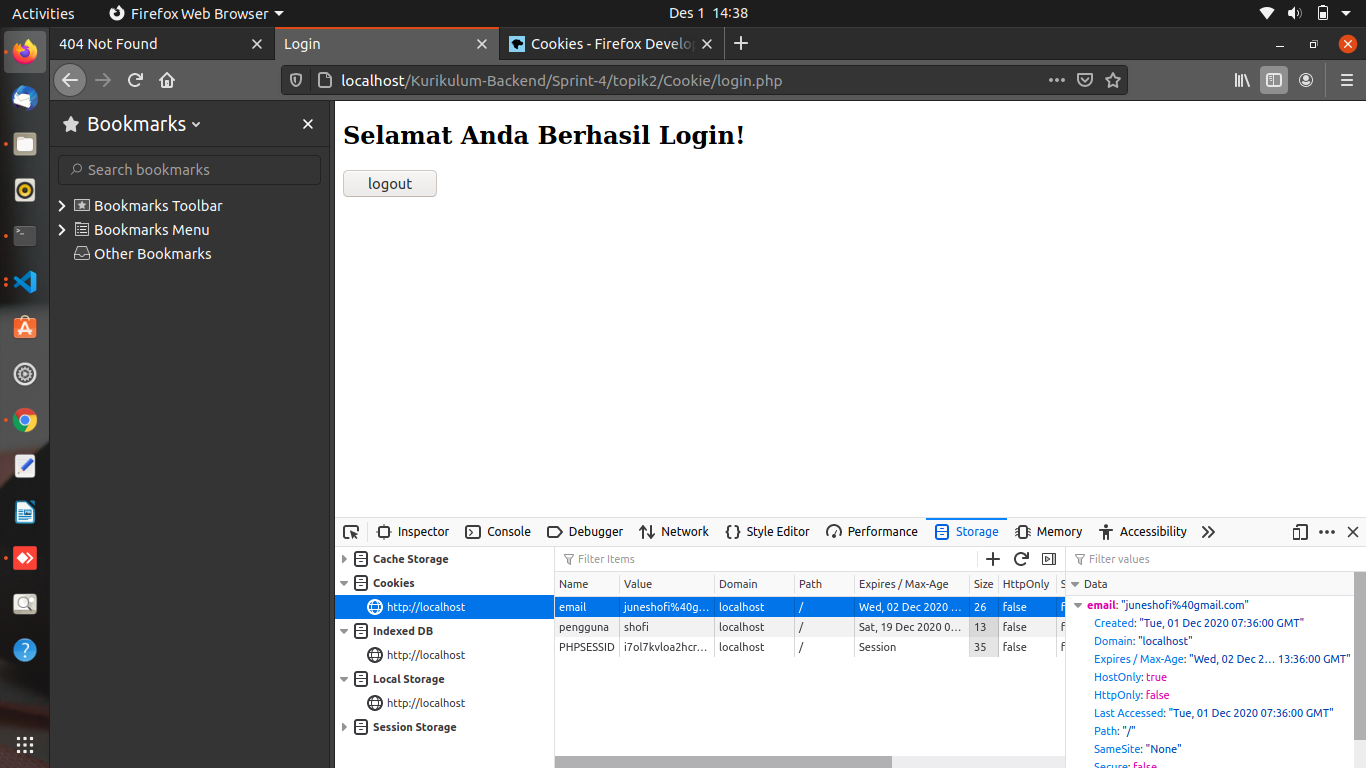 Activities Firefox Web Browser Des 1 14:38
404 Not Found Login Cookies - Firefox Develop
localhost/Kurikulum-Backend/Sprint-4/topik2/Cookie/login.php
Bookmarks
Search bookmarks
Bookmarks Toolbar
Bookmarks Menu
Other Bookmarks
Selamat Anda Berhasil Login!
logout
Inspector Console Debugger Network Style Editor Performance Storage Memory Accessibility
Cache Storage
Cookies
http://localhost
Indexed DB
http://localhost
Local Storage
http://localhost
Session Storage
Filter Items
Name Value Domain Path Expires / Max-Age Size HttpOnly S
email juneshofi%40g... localhost / Wed, 02 Dec 2020 ... 26 false f
pengguna shofi localhost / Sat, 19 Dec 2020 0... 13 false f
PHPSESSID i7ol7kvloa2hcr... localhost / Session 35 false f
Filter values
Data
email: "juneshofi%40gmail.com"
Created: "Tue, 01 Dec 2020 07:36:00 GMT"
Domain: "localhost"
Expires / Max-Age: "Wed, 02 Dec 2... 13:36:00 GMT"
HostOnly: true
HttpOnly: false
Last Accessed: "Tue, 01 Dec 2020 07:36:00 GMT"
Path: "/"
SameSite: "None"
Secure: false